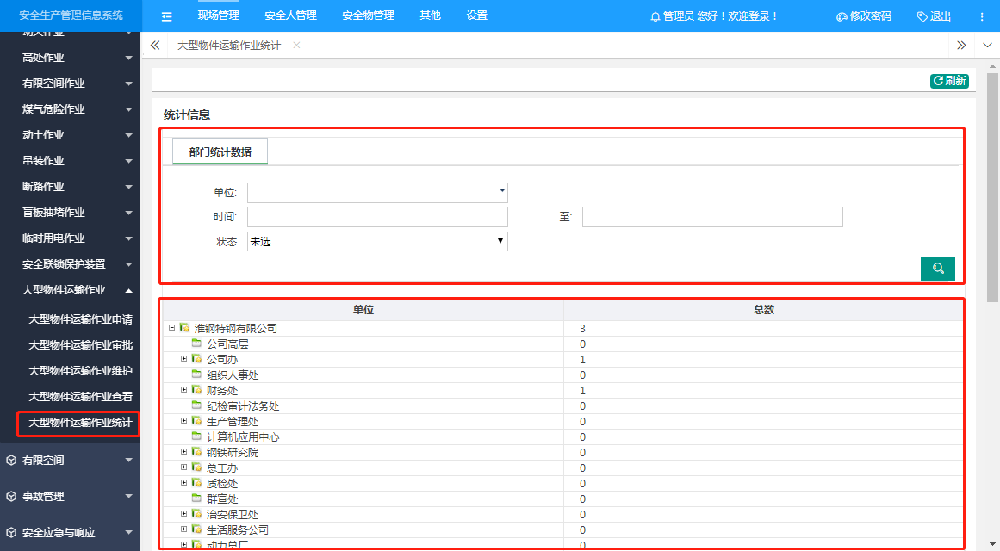 安全生产管理信息系统
现场管理 安全人管理 安全物管理 其他 设置
管理员 您好！欢迎登录！ 修改密码 退出
动火作业
高处作业
有限空间作业
煤气危险作业
动土作业
吊装作业
断路作业
盲板抽堵作业
临时用电作业
安全联锁保护装置
大型物件运输作业
大型物件运输作业申请
大型物件运输作业审批
大型物件运输作业维护
大型物件运输作业查看
大型物件运输作业统计
有限空间
事故管理
安全应急与响应
大型物件运输作业统计
刷新
统计信息
部门统计数据
单位:
时间: 至:
状态 未选
单位 总数
淮钢特钢有限公司 3
公司高层 0
公司办 1
组织人事处 0
财务处 1
纪检审计法务处 0
生产管理处 0
计算机应用中心 0
钢铁研究院 0
总工办 0
质检处 0
群宣处 0
治安保卫处 0
生活服务公司 0
动力总厂 0